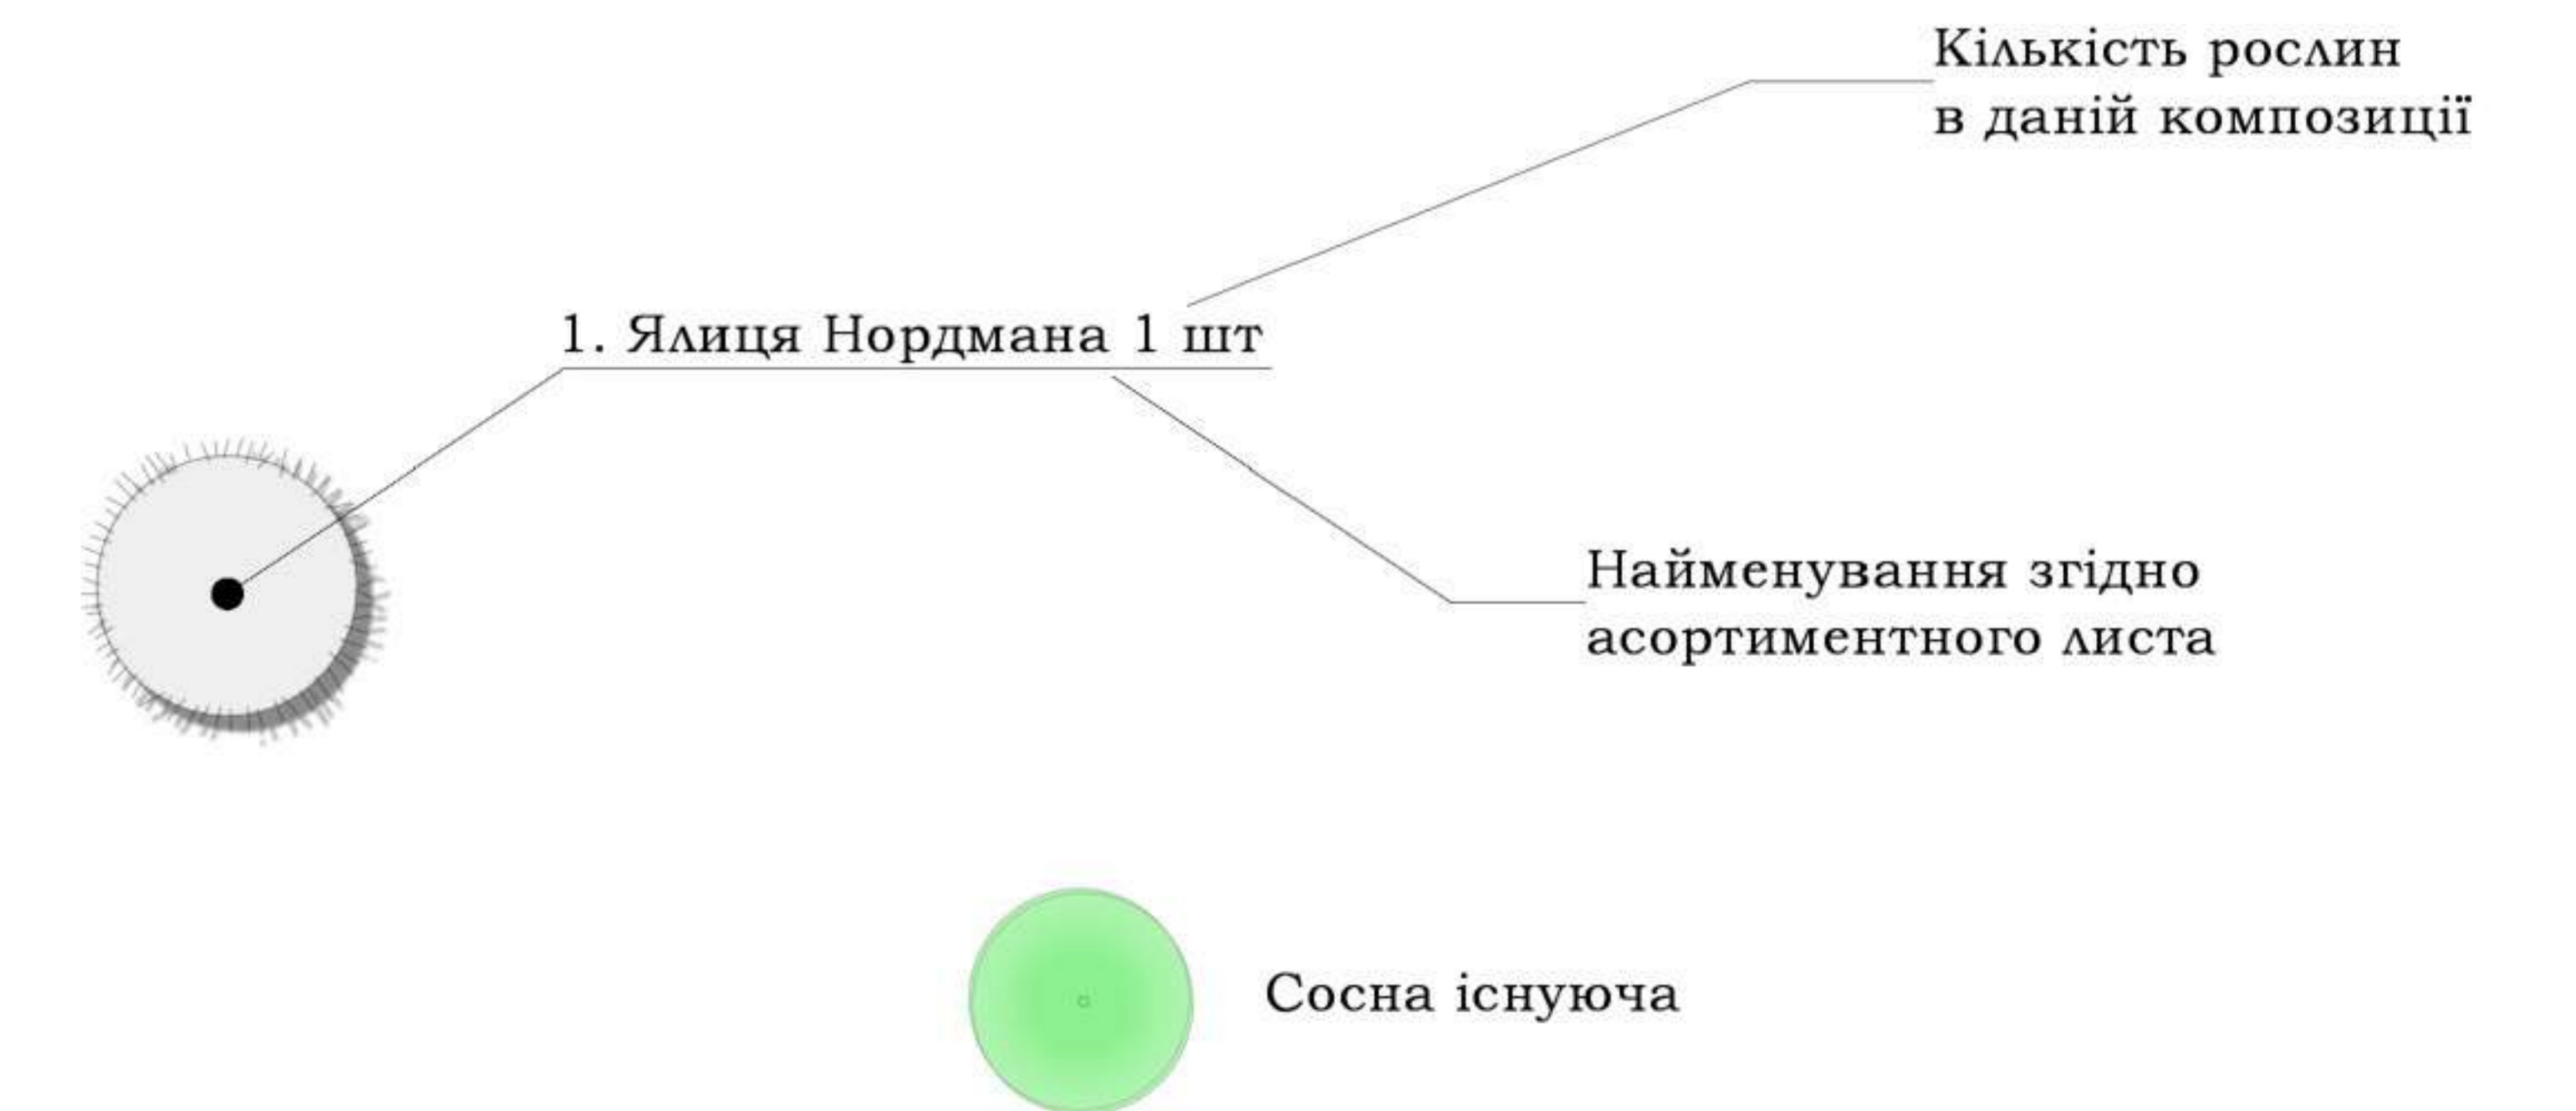 Кількість рослин
в даній композиції
1. Ялиця Нордмана 1 шт
Найменування згідно
асортиментного листа
Сосна існуюча